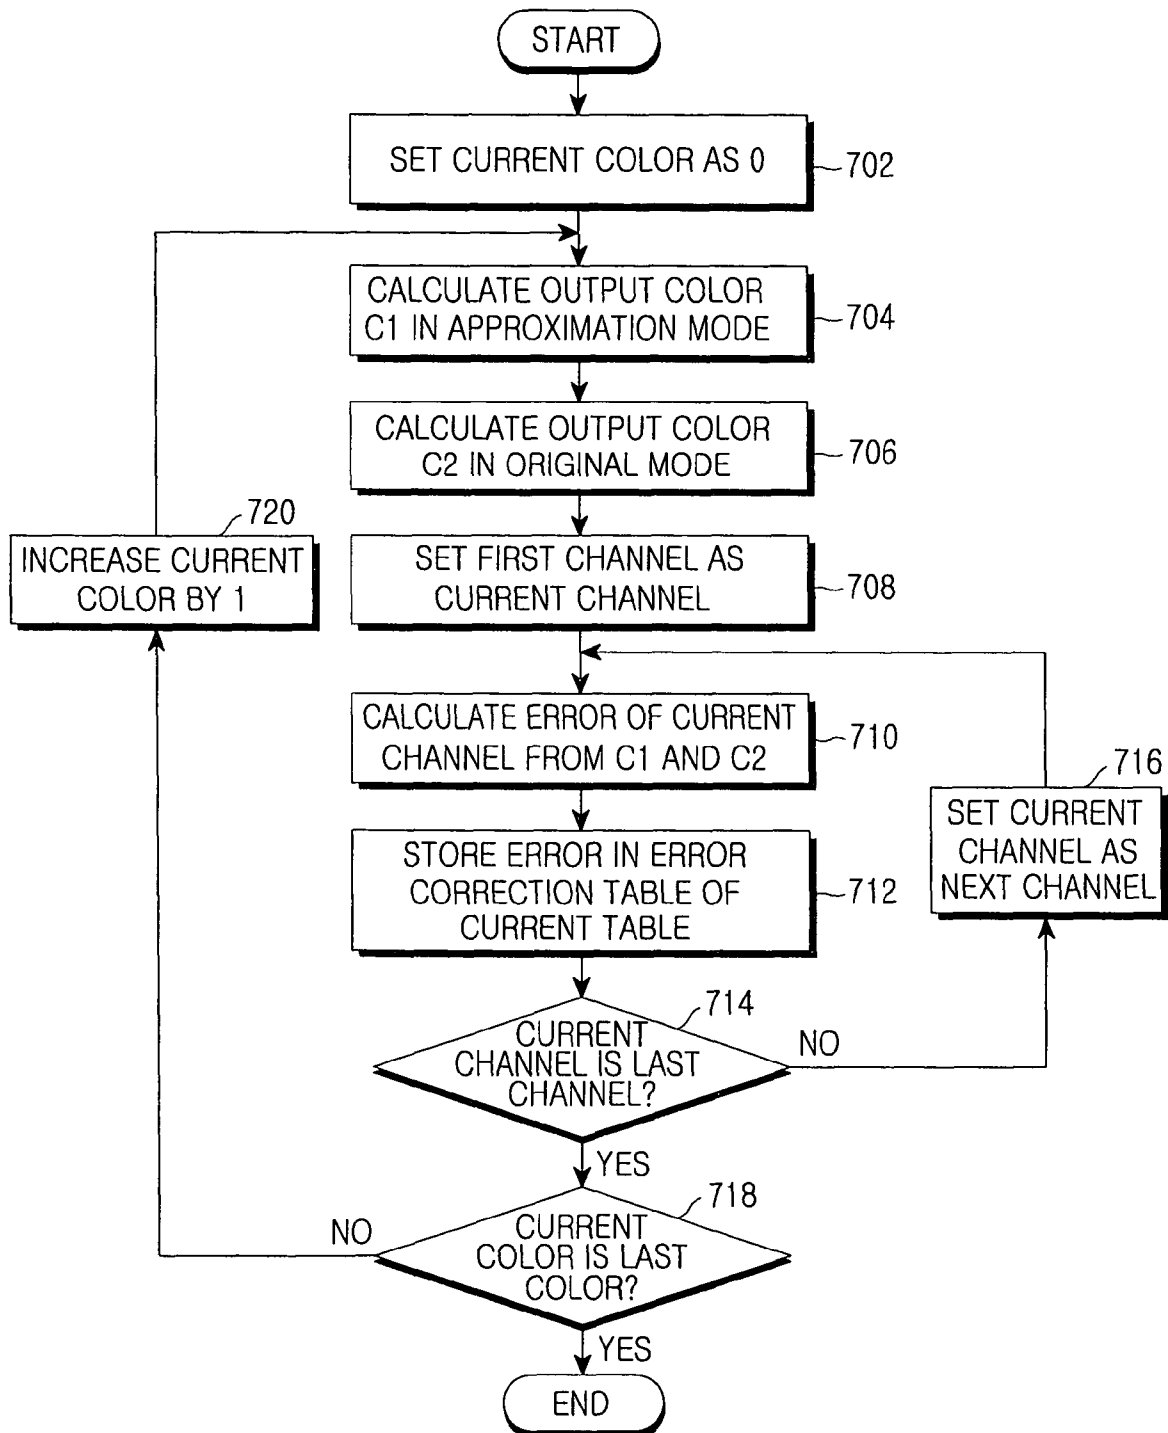 START
SET CURRENT COLOR AS 0
702
CALCULATE OUTPUT COLOR
C1 IN APPROXIMATION MODE
704
CALCULATE OUTPUT COLOR
C2 IN ORIGINAL MODE
706
720
INCREASE CURRENT
COLOR BY 1
SET FIRST CHANNEL AS
CURRENT CHANNEL
708
CALCULATE ERROR OF CURRENT
CHANNEL FROM C1 AND C2
710
716
SET CURRENT
CHANNEL AS
NEXT CHANNEL
STORE ERROR IN ERROR
CORRECTION TABLE OF
CURRENT TABLE
712
714
CURRENT
CHANNEL IS LAST
CHANNEL?
NO
YES
718
NO
CURRENT
COLOR IS LAST
COLOR?
YES
END